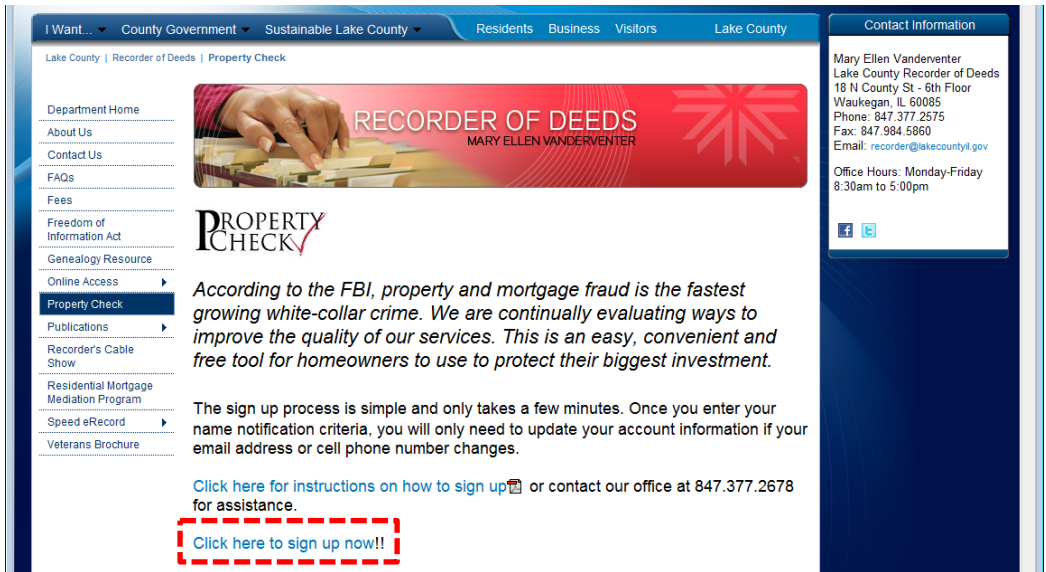 I Want... County Government Sustainable Lake County Residents Business Visitors Lake County
Lake County | Recorder of Deeds | Property Check
Department Home
About Us
Contact Us
FAQs
Fees
Freedom of
Information Act
Genealogy Resource
Online Access
Property Check
Publications
Recorder's Cable
Show
Residential Mortgage
Mediation Program
Speed eRecord
Veterans Brochure
RECORDER OF DEEDS
MARY ELLEN VANDERVENTER
PROPERTY
CHECK
According to the FBI, property and mortgage fraud is the fastest
growing white-collar crime. We are continually evaluating ways to
improve the quality of our services. This is an easy, convenient and
free tool for homeowners to use to protect their biggest investment.
The sign up process is simple and only takes a few minutes. Once you enter your
name notification criteria, you will only need to update your account information if your
email address or cell phone number changes.
Click here for instructions on how to sign up or contact our office at 847.377.2678
for assistance.
Click here to sign up now!!
Contact Information
Mary Ellen Vanderventer
Lake County Recorder of Deeds
18 N County St - 6th Floor
Waukegan, IL 60085
Phone: 847.377.2575
Fax: 847.984.5860
Email: recorder@lakecountyil.gov
Office Hours: Monday-Friday
8:30am to 5:00pm